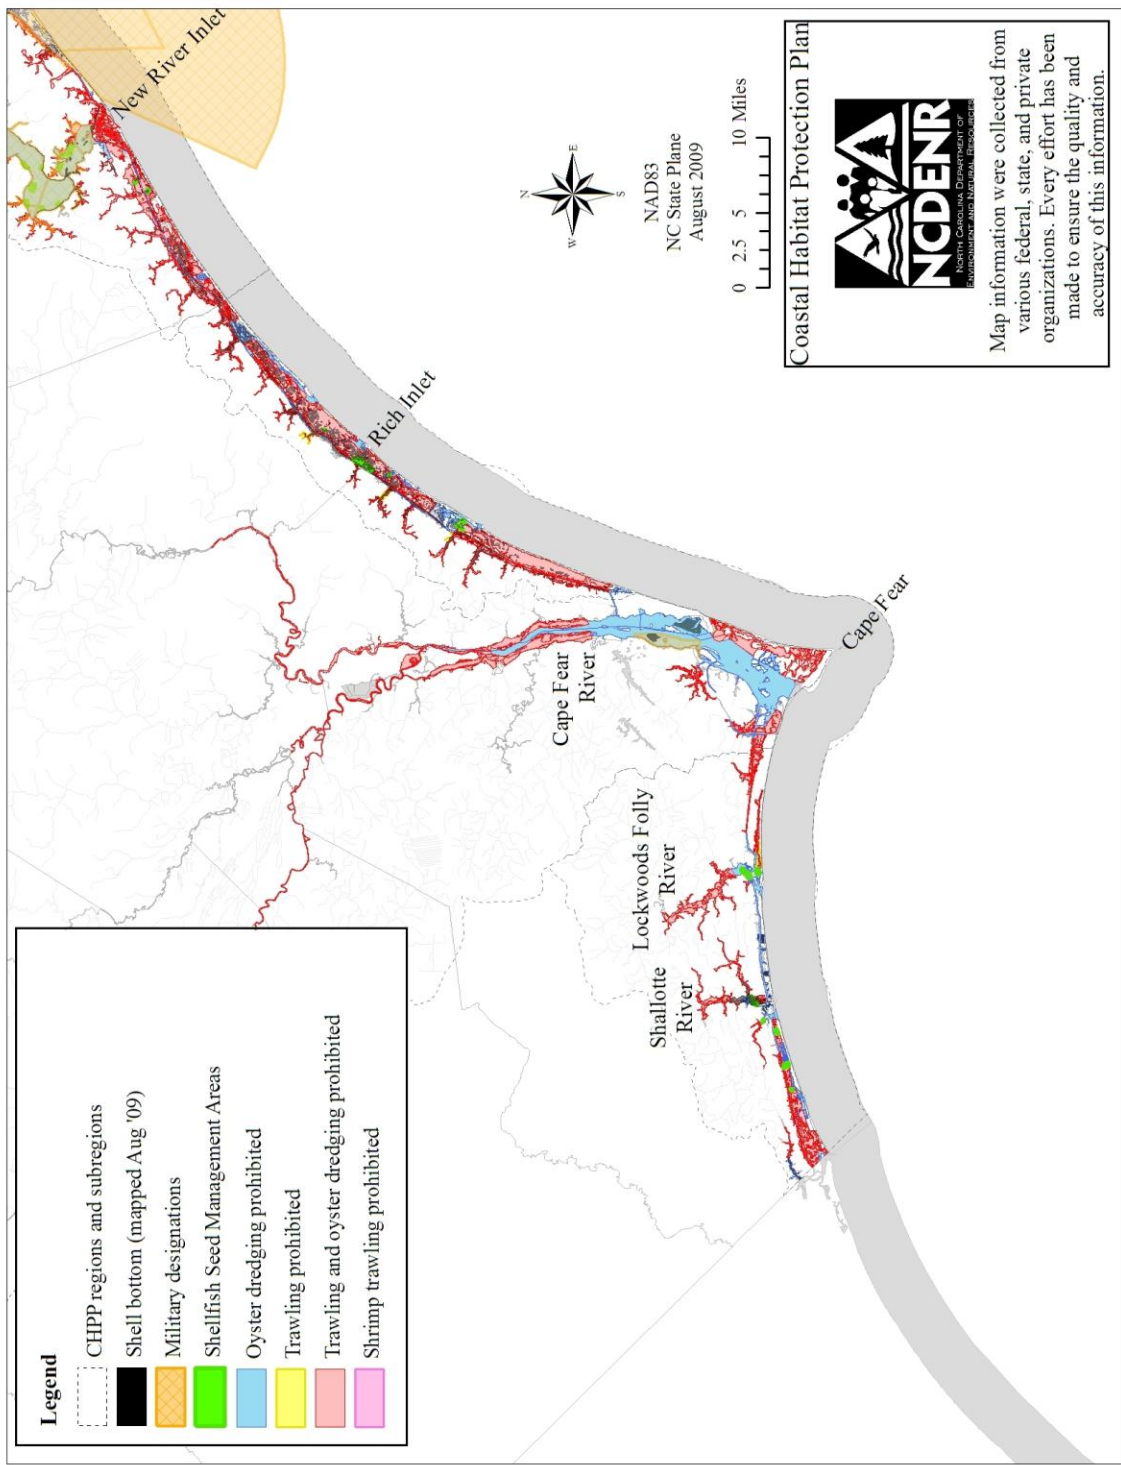 New River Inlet
Rich Inlet
Cape Fear
River
Cape Fear
Lockwoods Folly
River
Shallotte
River
N
W
E
S
NAD83
NC State Plane
August 2009
0 2.5 5 10 Miles
Legend
CHPP regions and subregions
Shell bottom (mapped Aug '09)
Military designations
Shellfish Seed Management Areas
Oyster dredging prohibited
Trawling prohibited
Trawling and oyster dredging prohibited
Shrimp trawling prohibited
Coastal Habitat Protection Plan
NCDENR
NORTH CAROLINA DEPARTMENT OF
ENVIRONMENT AND NATURAL RESOURCES
Map information were collected from
various federal, state, and private
organizations. Every effort has been
made to ensure the quality and
accuracy of this information.